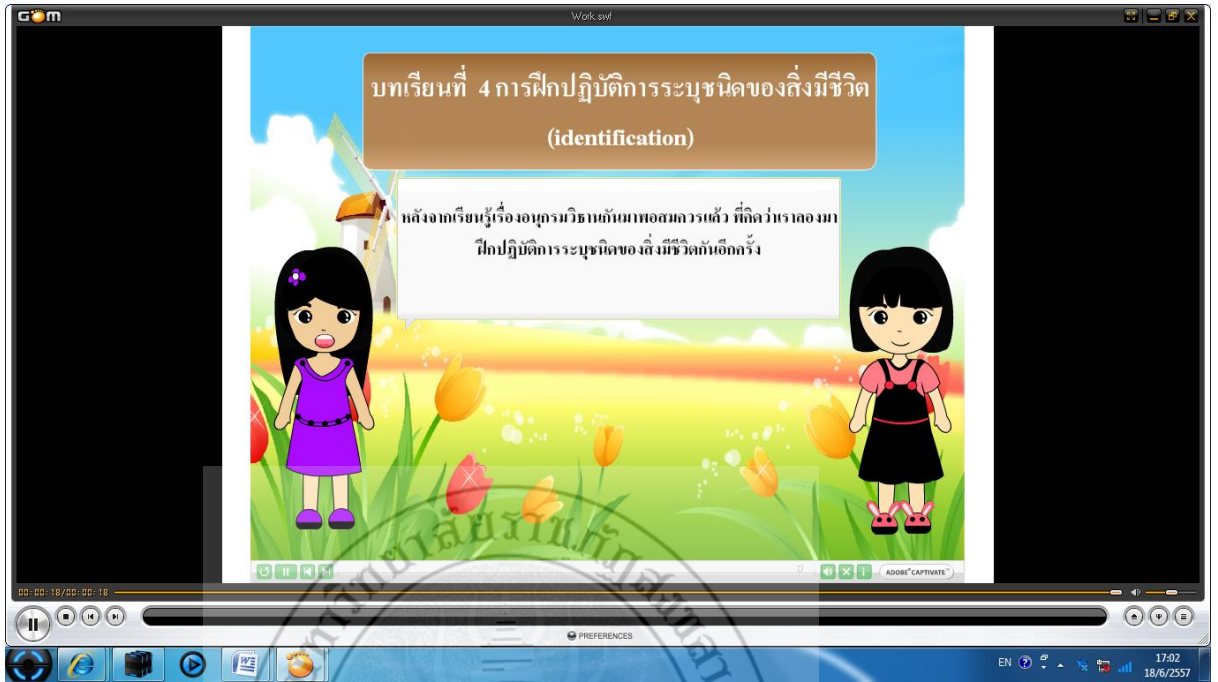 GOM
Work.swf
บทเรียนที่ 4 การฝึกปฏิบัติการระบุชนิดของสิ่งมีชีวิต
(identification)
หลังจากเรียนรู้เรื่องอนุกรมวิธานกันมาพอสมควรแล้ว พี่คิดว่าเราลองมา
ฝึกปฏิบัติการระบุชนิดของสิ่งมีชีวิตกันอีกครั้ง
ADOBE CAPTIVATE
00:00:18/00:00:18
PREFERENCES
EN
17:02
18/6/2557